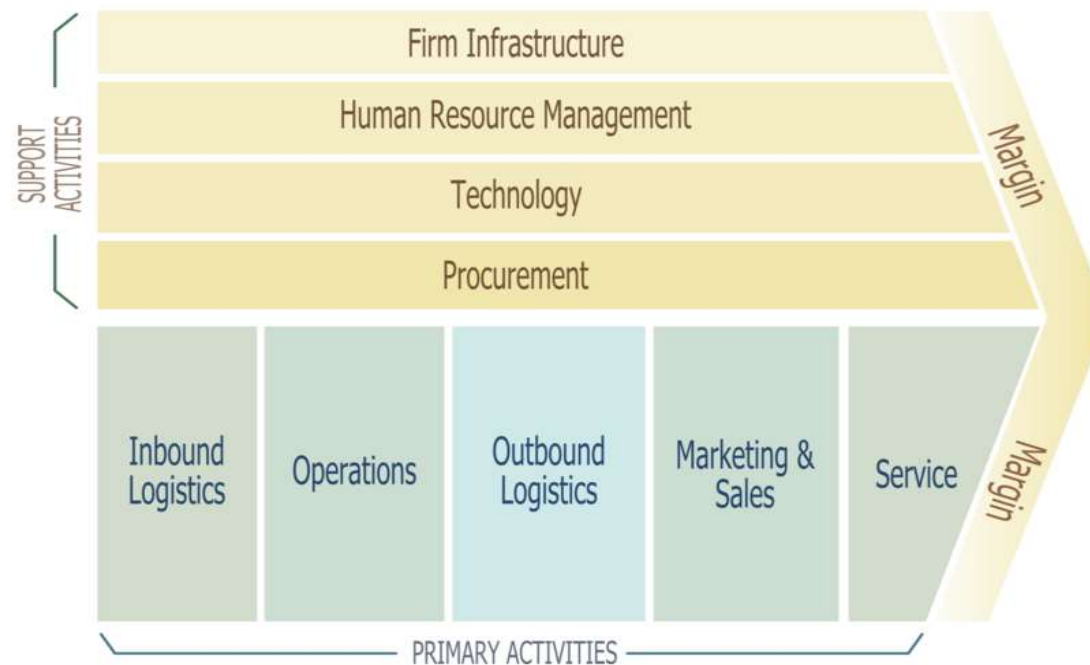 SUPPORT
ACTIVITIES
Firm Infrastructure
Human Resource Management
Technology
Procurement
Margin
Inbound
Logistics
Operations
Outbound
Logistics
Marketing &
Sales
Service
Margin
PRIMARY ACTIVITIES